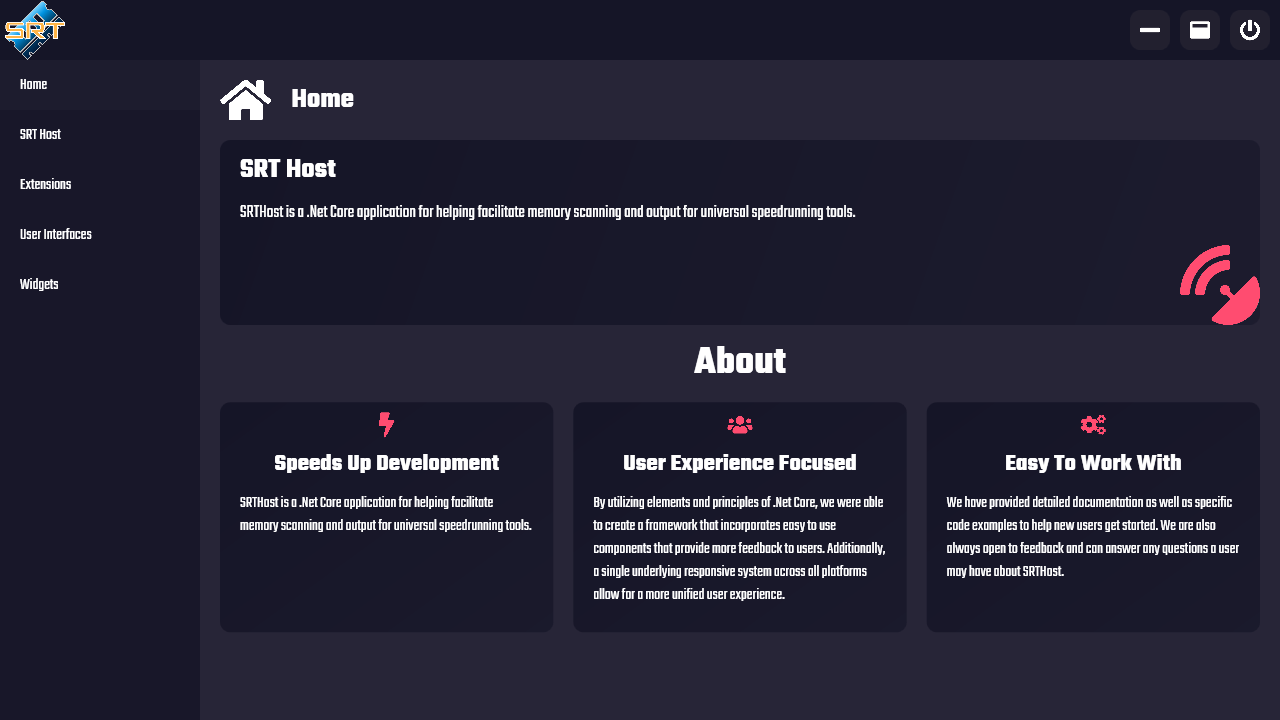 SRT
Home
SRT Host
Extensions
User Interfaces
Widgets
Home
SRT Host
SRTHost is a .Net Core application for helping facilitate memory scanning and output for universal speedrunning tools.
About
Speeds Up Development
SRTHost is a .Net Core application for helping facilitate
memory scanning and output for universal speedrunning tools.
User Experience Focused
By utilizing elements and principles of .Net Core, we were able
to create a framework that incorporates easy to use
components that provide more feedback to users. Additionally,
a single underlying responsive system across all platforms
allow for a more unified user experience.
Easy To Work With
We have provided detailed documentation as well as specific
code examples to help new users get started. We are also
always open to feedback and can answer any questions a user
may have about SRTHost.